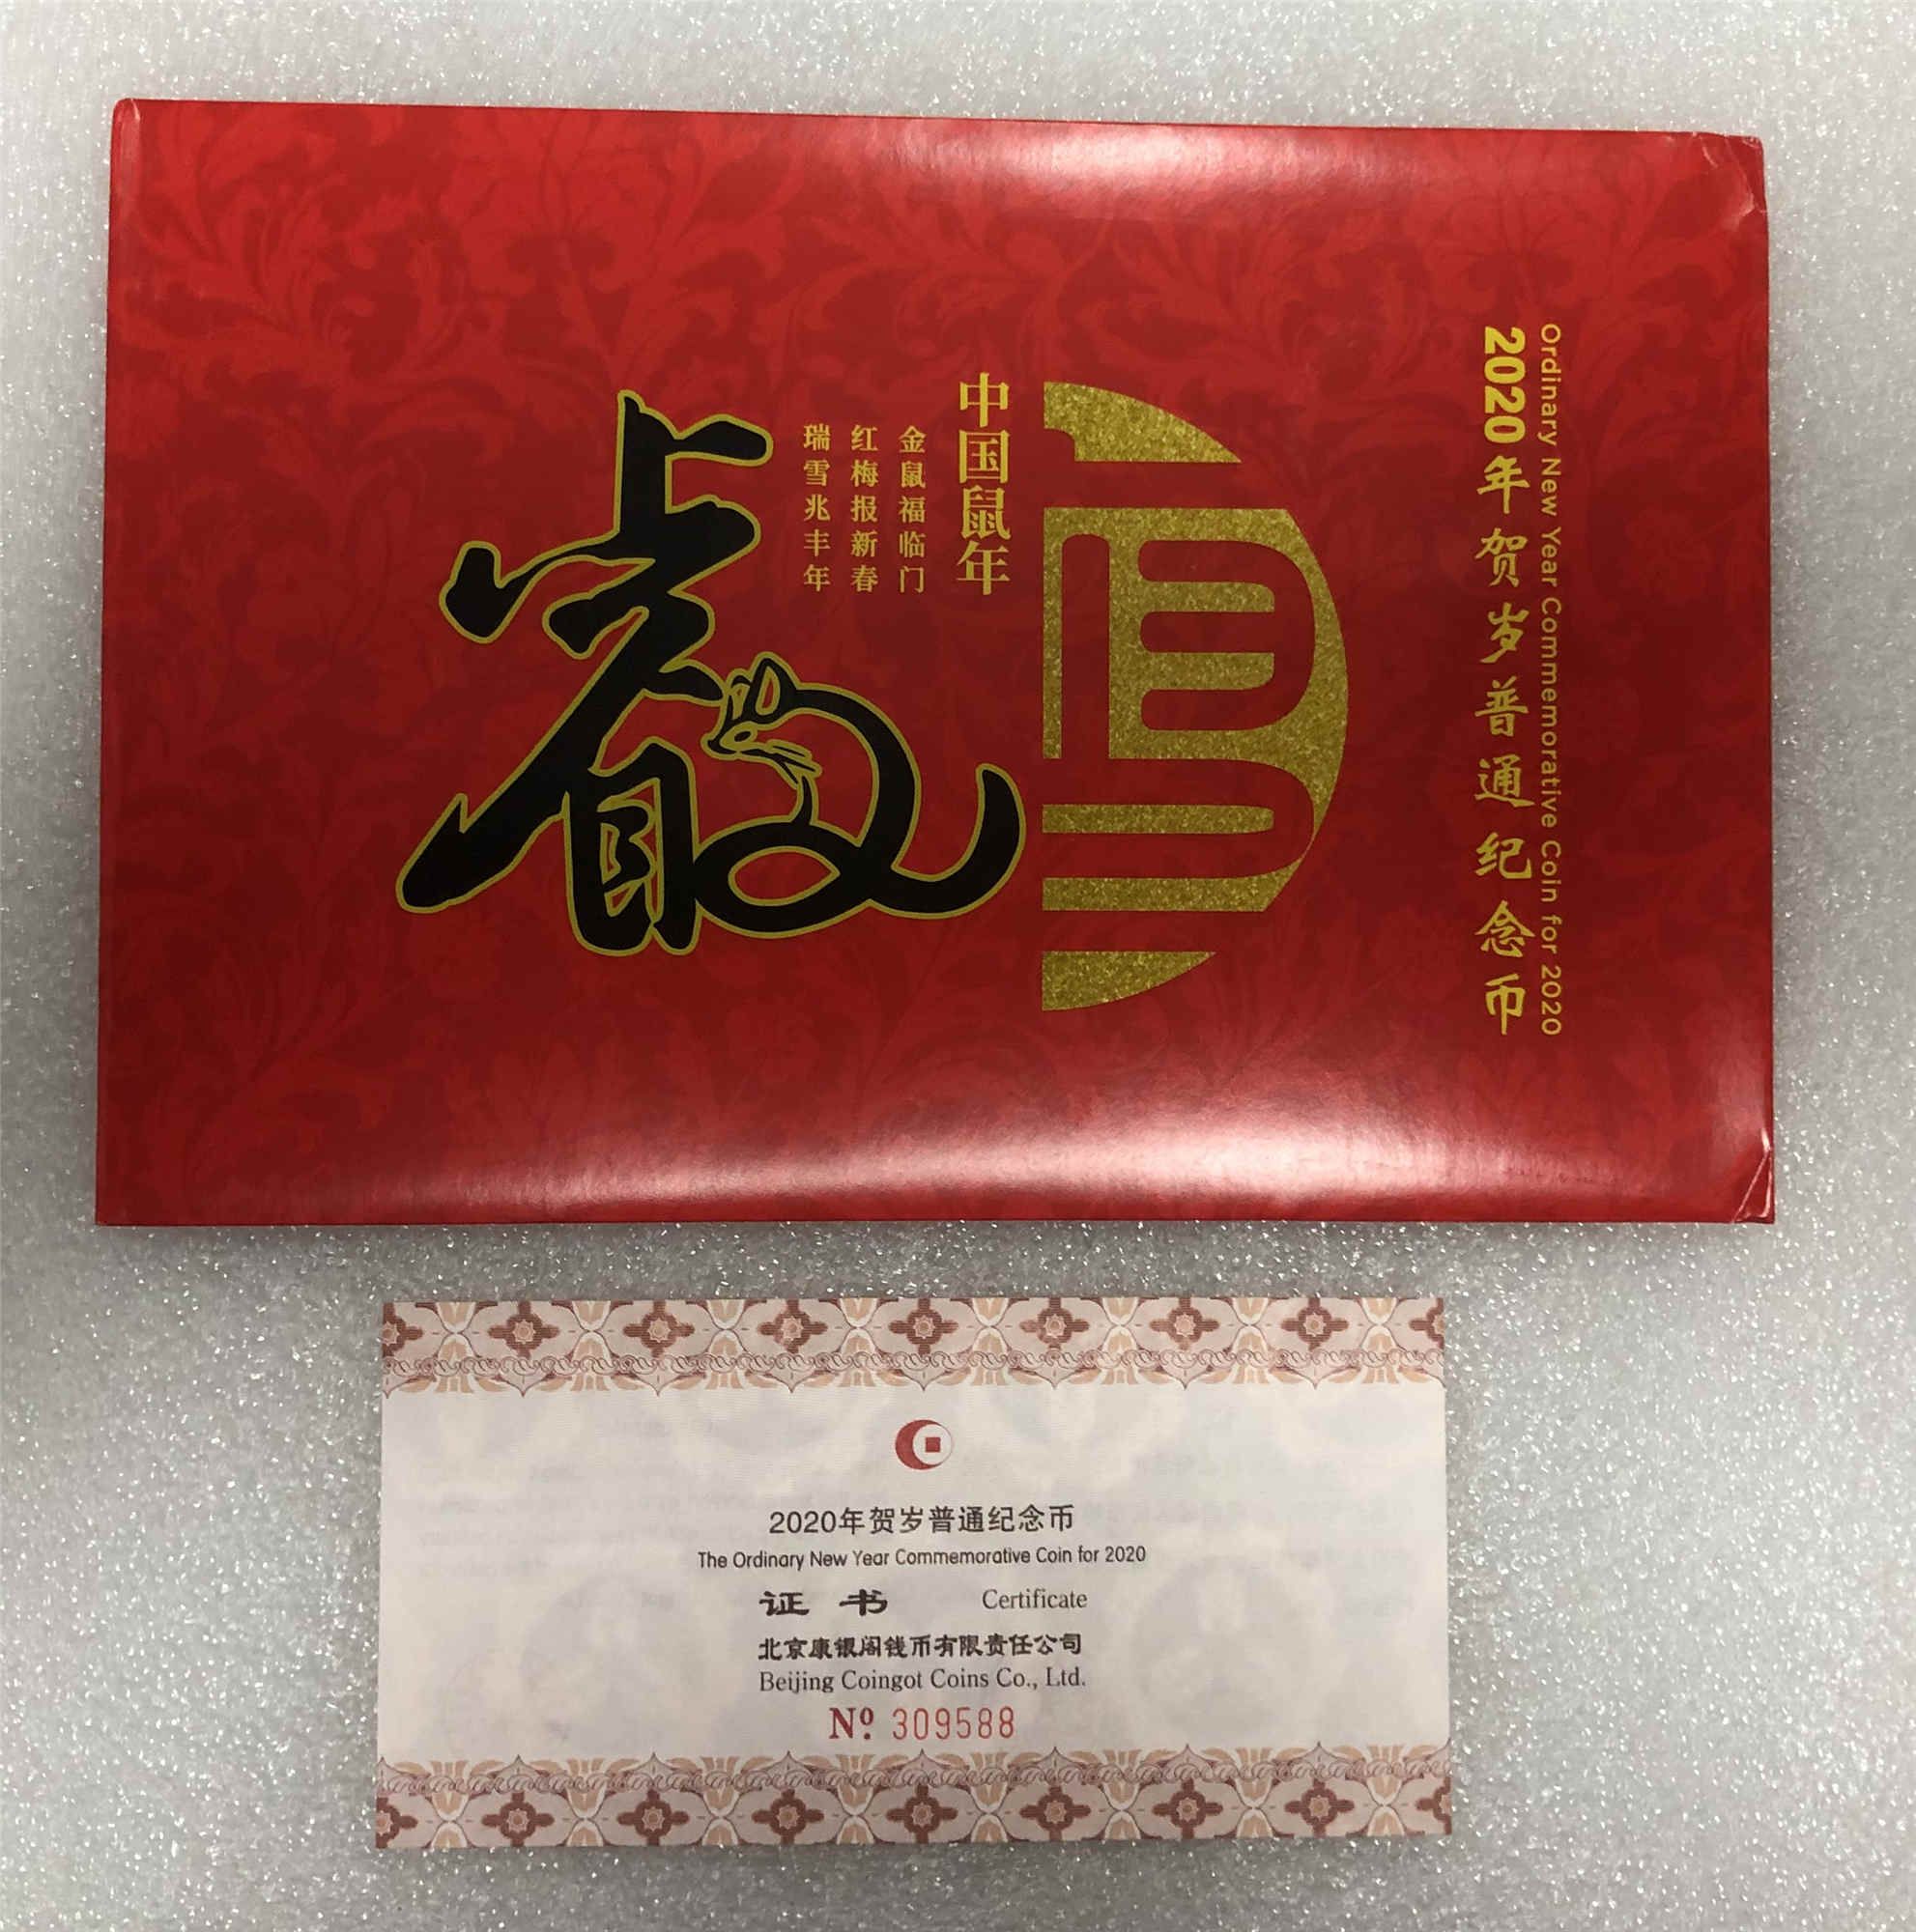 Ordinary New Year Commemorative Coin for 2020
2020年贺岁普通纪念币
中国鼠年
金鼠福临门
红梅报新春
瑞雪兆丰年
2020年贺岁普通纪念币
The Ordinary New Year Commemorative Coin for 2020
证书 Certificate
北京康银阁钱币有限责任公司
Beijing Coingot Coins Co., Ltd.
Nº 309588